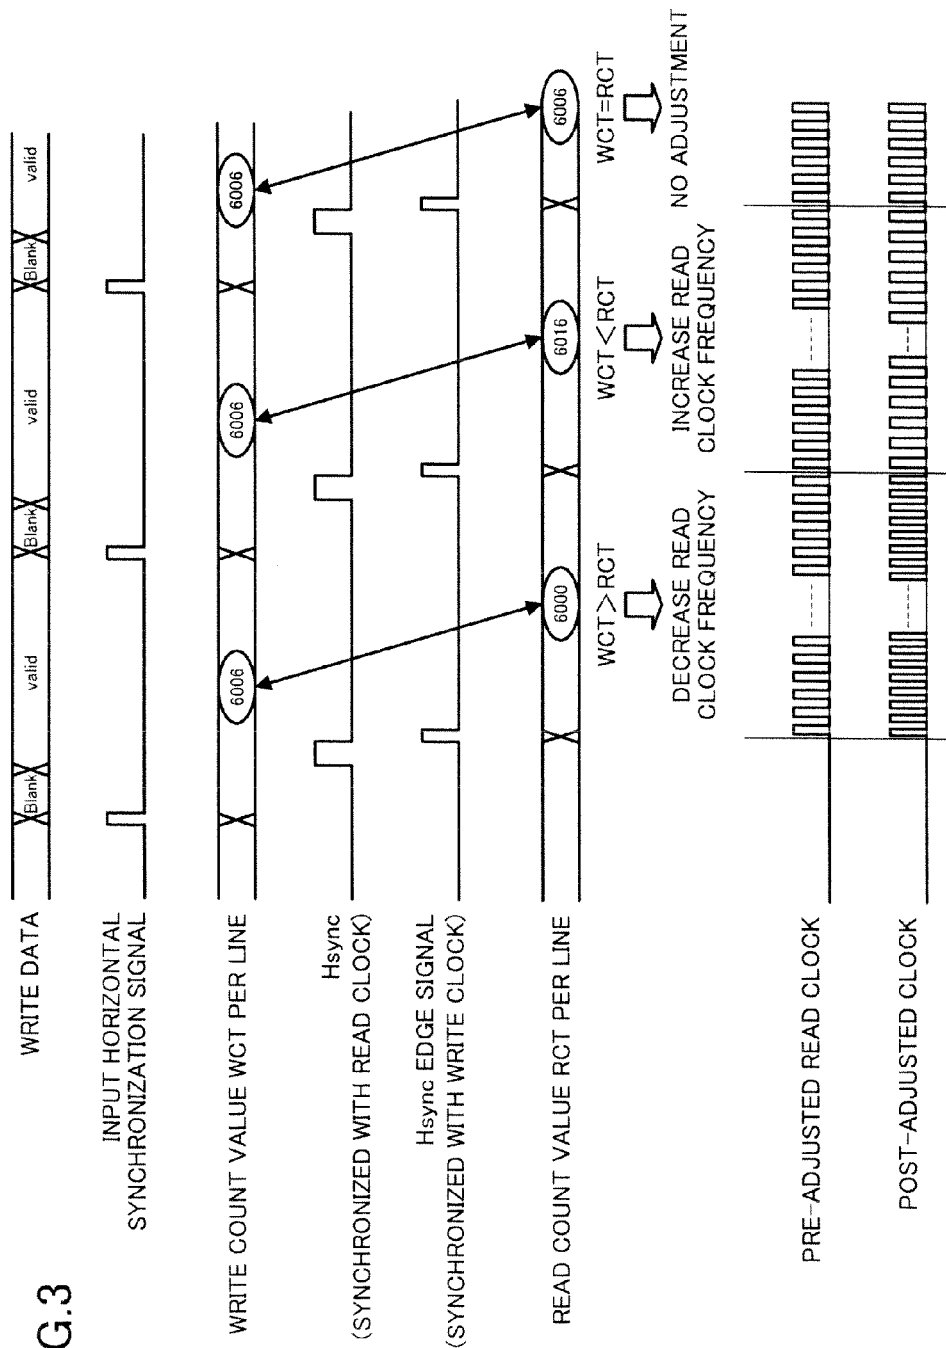 G.3
WRITE DATA
Blank
valid
Blank
valid
Blank
valid
INPUT HORIZONTAL
SYNCHRONIZATION SIGNAL
WRITE COUNT VALUE WCT PER LINE
6006
6006
6006
Hsync
(SYNCHRONIZED WITH READ CLOCK)
Hsync EDGE SIGNAL
(SYNCHRONIZED WITH WRITE CLOCK)
READ COUNT VALUE RCT PER LINE
6000
6016
6006
WCT>RCT
WCT<RCT
WCT=RCT
DECREASE READ
CLOCK FREQUENCY
INCREASE READ
CLOCK FREQUENCY
NO ADJUSTMENT
PRE-ADJUSTED READ CLOCK
POST-ADJUSTED CLOCK